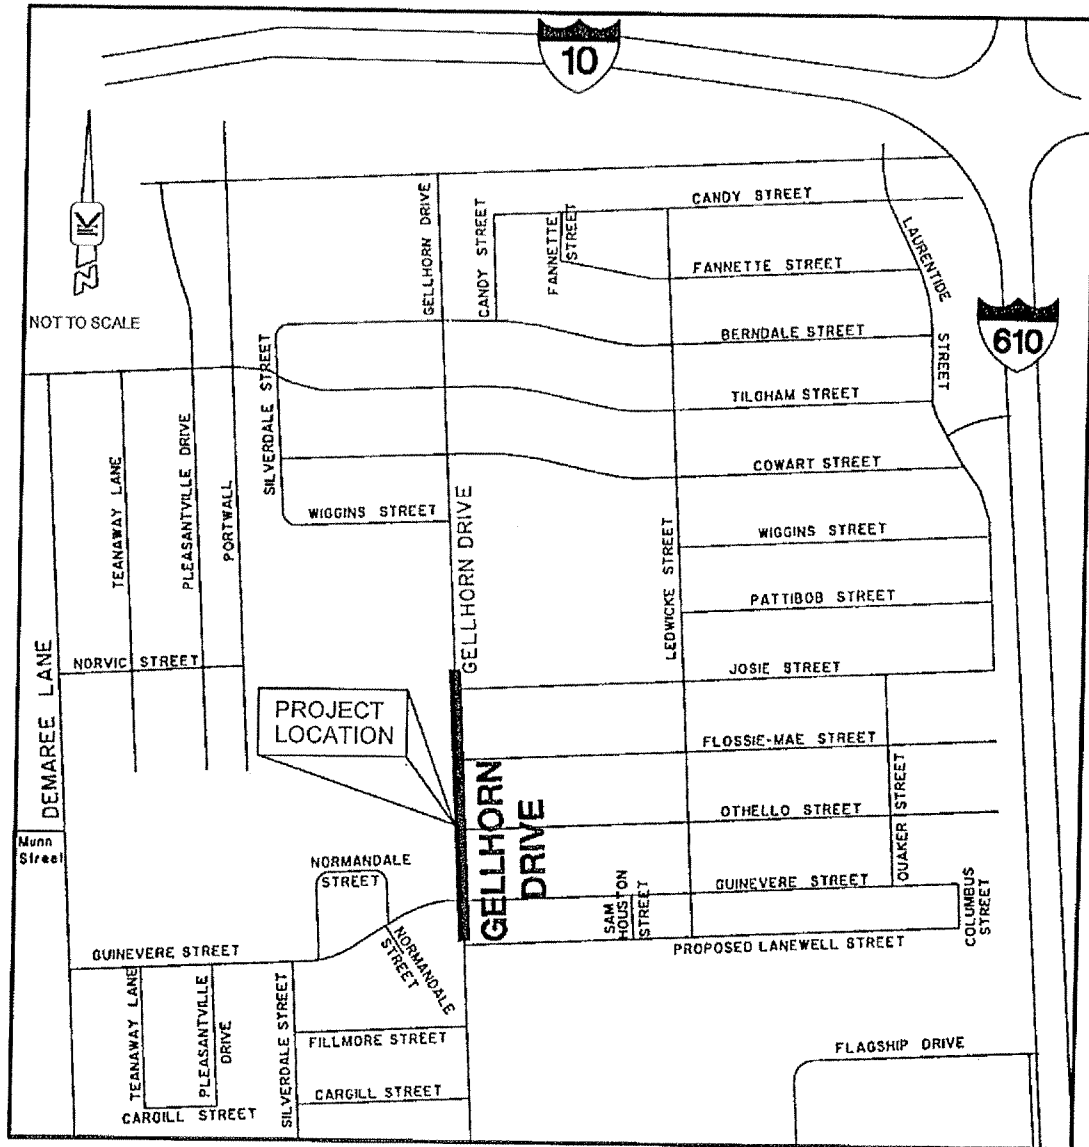 10
GELLHORN DRIVE
CANDY STREET
CANDY STREET
FANNETTE
STREET
LAURENTIDE
STREET
FANNETTE STREET
N
NOT TO SCALE
BERNDALE STREET
610
SILVERDALE STREET
TILGHAM STREET
TEANAWAY LANE
PLEASANTVILLE DRIVE
PORTWALL
COWART STREET
WIGGINS STREET
GELLHORN DRIVE
LEDWICKE STREET
WIGGINS STREET
PATTIBOB STREET
DEMAREE LANE
NORVIC STREET
JOSIE STREET
PROJECT
LOCATION
FLOSSIE-MAE STREET
GELLHORN
DRIVE
OTHELLO STREET
QUAKER STREET
Munn
Street
NORMANDALE
STREET
NORMANDALE
STREET
SAM
HOUSTON
STREET
GUINEVERE STREET
COLUMBUS
STREET
GUINEVERE STREET
PROPOSED LANEWELL STREET
TEANAWAY LANE
PLEASANTVILLE
DRIVE
SILVERDALE STREET
FILLMORE STREET
FLAGSHIP DRIVE
CARGILL STREET
CARGILL STREET